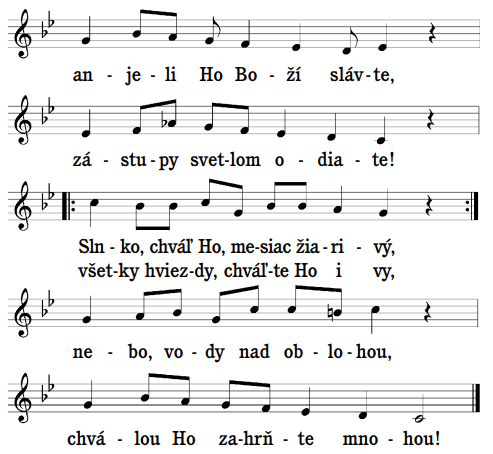 an - je - li Ho Bo - ží sláv - te,
zá - stu - py svet - lom o - dia - te!
Sln - ko, chváľ Ho, me - siac žia - ri - vý,
všet - ky hviez - dy, chváľ - te Ho i vy,
ne - bo, vo - dy nad ob - lo - hou,
chvá - lou Ho za - hrň - te mno - hou!